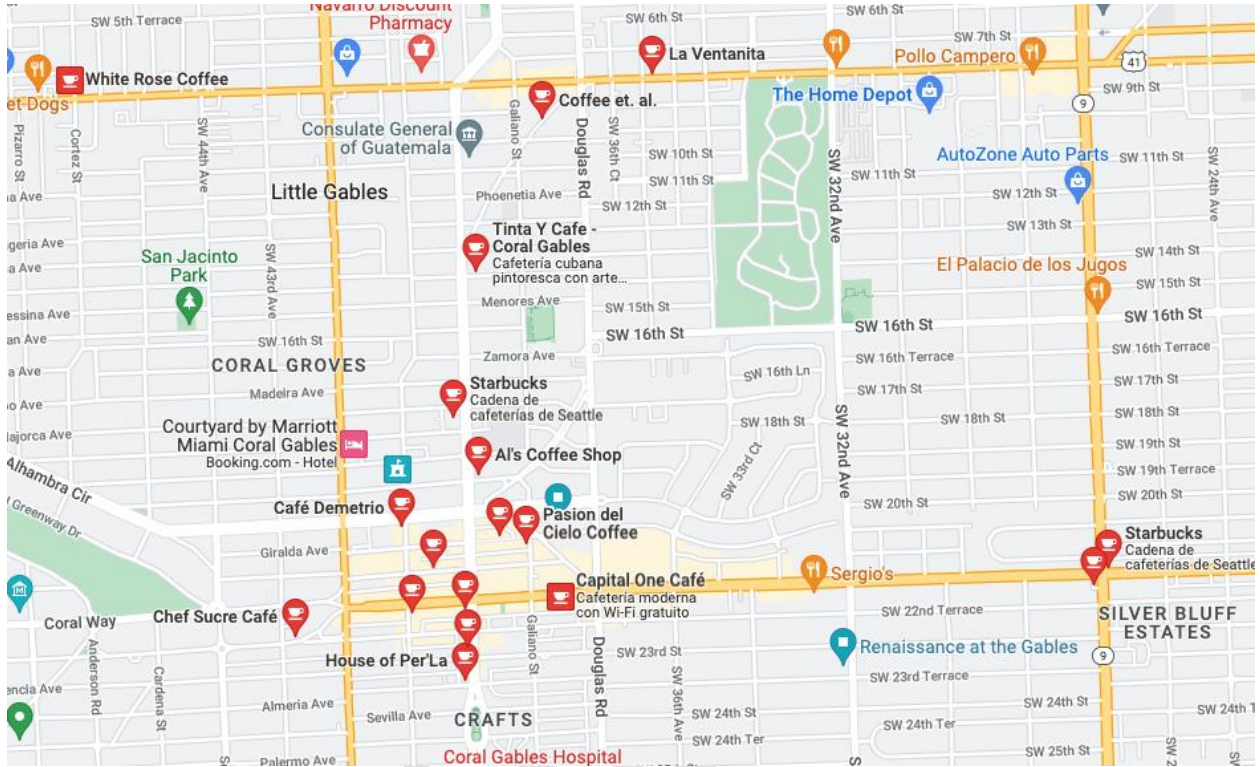 Navarro Discount
Pharmacy
SW 5th Terrace
SW 6th St
SW 6th St
SW 7th St
La Ventanita
Pollo Campero
41
White Rose Coffee
et-Dogs
Coffee et. al.
The Home Depot
SW 9th St
9
Consulate General
of Guatemala
Galiano St
Douglas Rd
SW 36th Ct
Pizarro St
Cortez St
SW 44th Ave
SW 10th St
SW 11th St
SW 32nd Ave
SW 11th St
AutoZone Auto Parts
SW 11th St
SW 24th Ave
Little Gables
Phoenetia Ave
SW 12th St
SW 12th St
SW 13th St
Tinta Y Cafe -
Coral Gables
Cafetería cubana
pintoresca con arte...
geria Ave
San Jacinto
Park
SW 43rd Ave
SW 14th St
El Palacio de los Jugos
SW 15th St
Menores Ave
SW 15th St
essina Ave
SW 16th St
SW 16th St
SW 16th St
SW 16th St
CORAL GROVES
Zamora Ave
SW 16th Terrace
SW 16th Terrace
SW 16th Ln
Madeira Ave
Starbucks
Cadena de
cafeterías de Seattle
SW 17th St
SW 17th St
SW 18th St
SW 18th St
SW 18th St
SW 32nd Ave
Courtyard by Marriott
Miami Coral Gables
Booking.com - Hotel
lajorca Ave
Al's Coffee Shop
SW 33rd Ct
SW 19th St
SW 19th Terrace
Alhambra Cir
Greenway Dr
Café Demetrio
SW 20th St
SW 20th St
Pasion del
Cielo Coffee
Giralda Ave
Starbucks
Cadena de
cafeterías de Seattle
Capital One Café
Cafetería moderna
con Wi-Fi gratuito
Sergio's
Coral Way
Chef Sucre Café
SW 22nd Terrace
SILVER BLUFF
ESTATES
Galiano St
Douglas Rd
House of Per'La
SW 23rd St
Renaissance at the Gables
9
SW 23rd Terrace
Anderson Rd
Cardena St
encia Ave
Almeria Ave
Sevilla Ave
CRAFTS
SW 36th Ave
SW 24th St
SW 24th St
SW 24th T
SW 24th Ter
SW 24th Ter
Palermo Ave
Coral Gables Hospital
SW 25th St